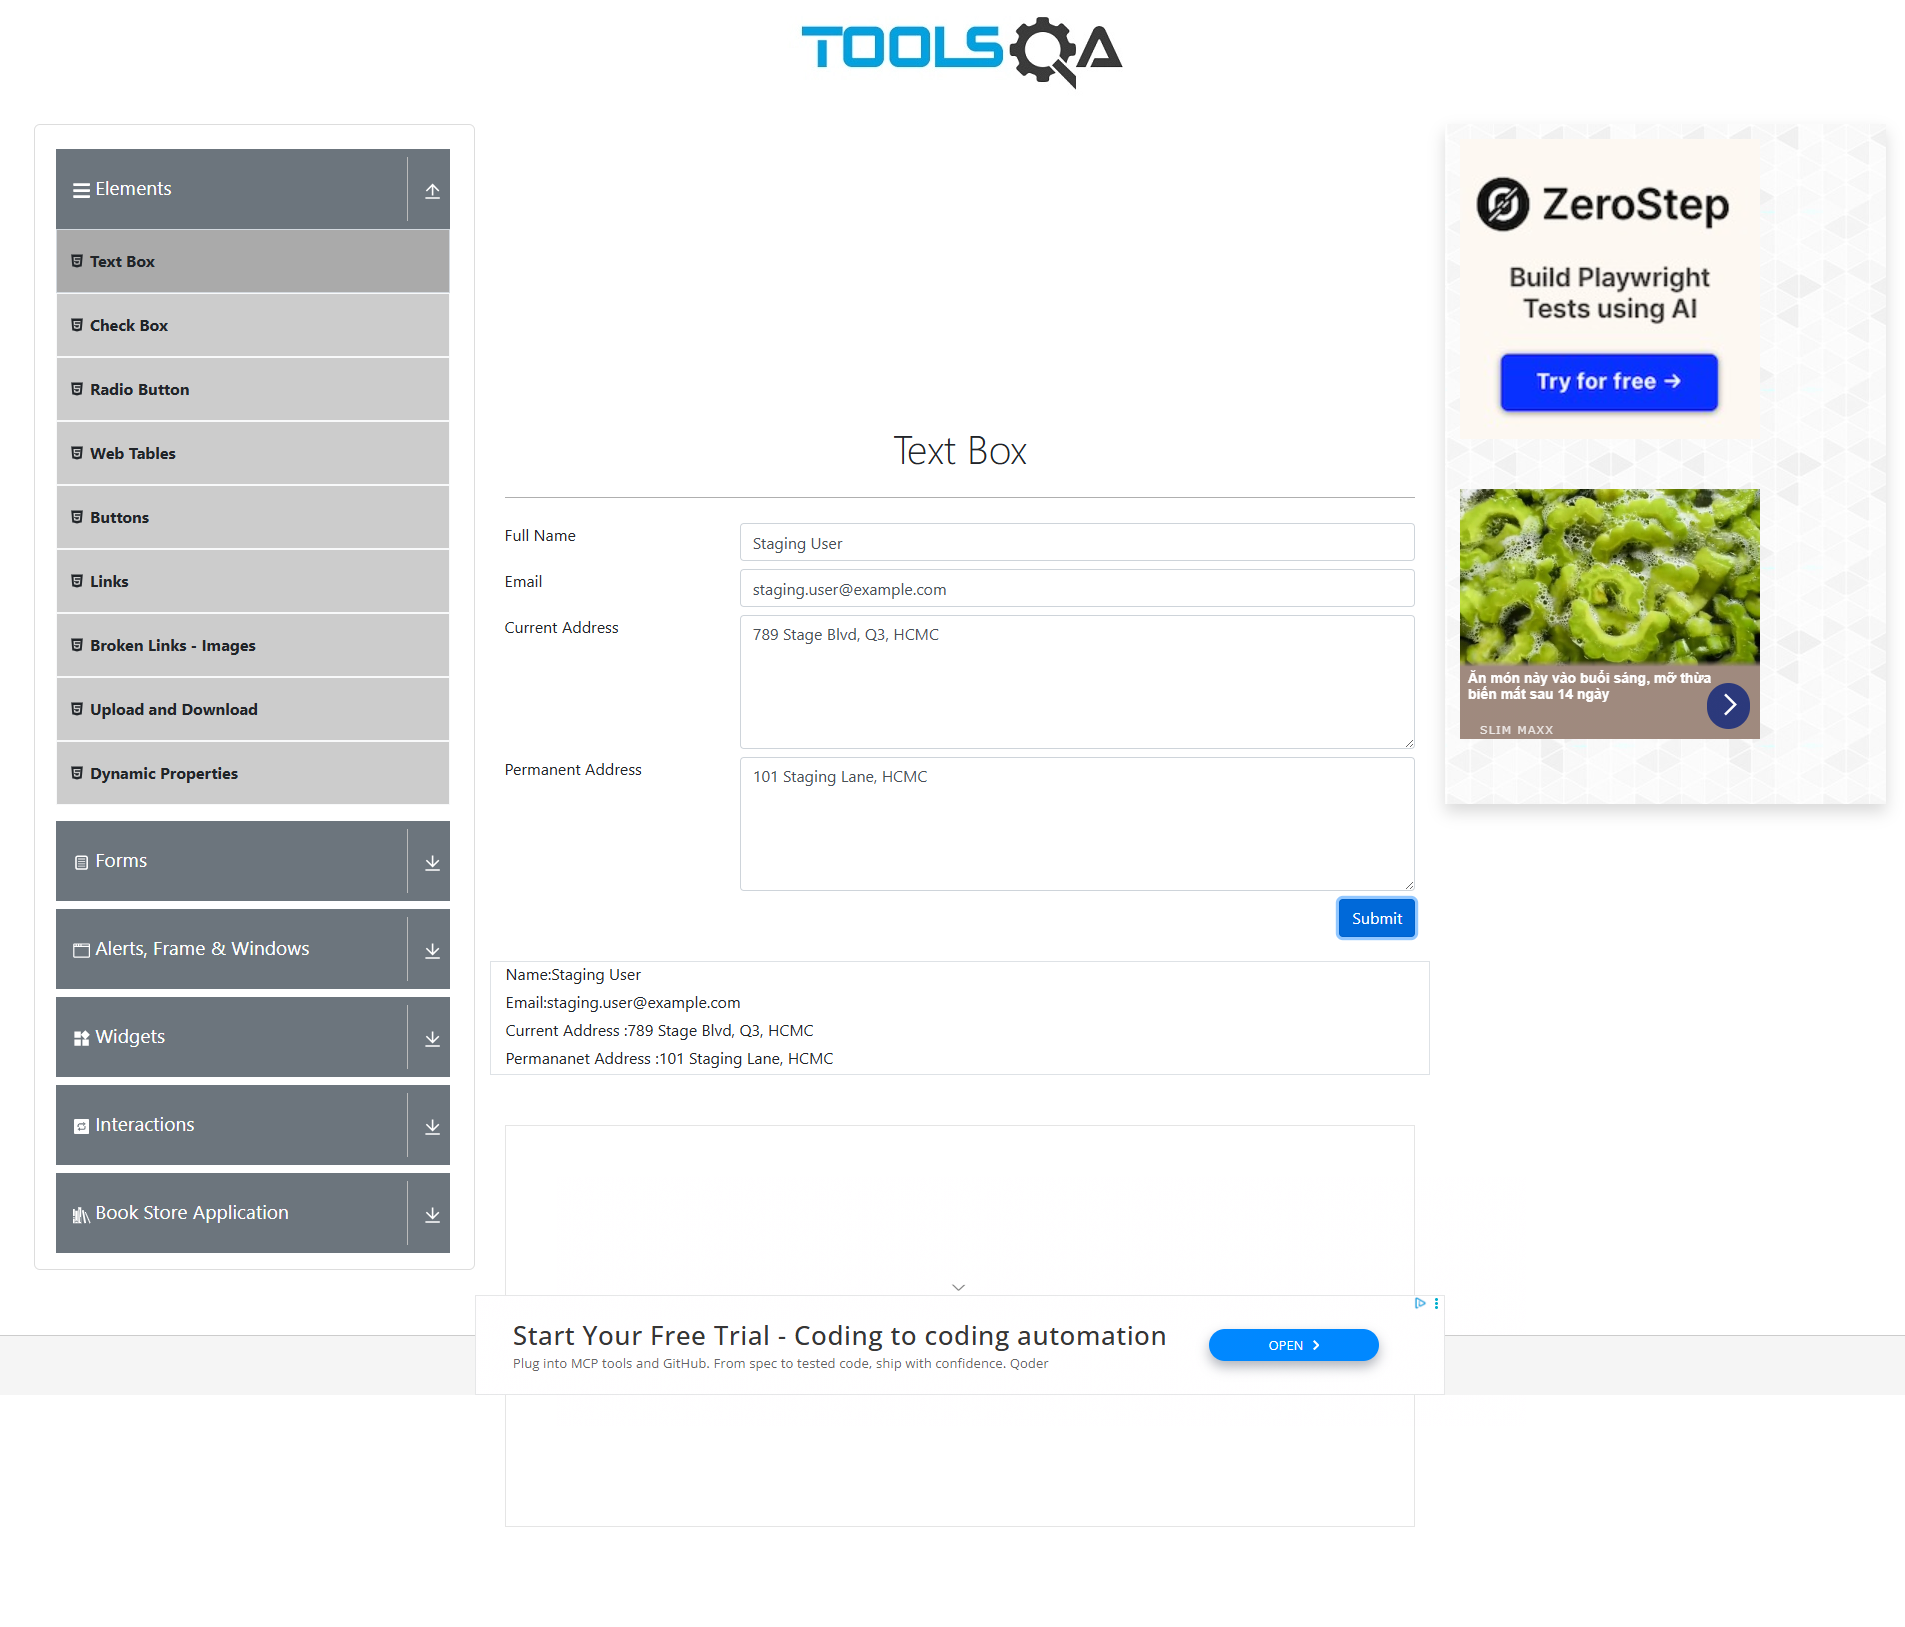 TOOLSQA
Elements
Text Box
Check Box
Radio Button
Web Tables
Buttons
Links
Broken Links - Images
Upload and Download
Dynamic Properties
Forms
Alerts, Frame & Windows
Widgets
Interactions
Book Store Application
Text Box
Full Name
Staging User
Email
staging.user@example.com
Current Address
789 Stage Blvd, Q3, HCMC
Permanent Address
101 Staging Lane, HCMC
Submit
Name:Staging User
Email:staging.user@example.com
Current Address :789 Stage Blvd, Q3, HCMC
Permananet Address :101 Staging Lane, HCMC
ZeroStep
Build Playwright
Tests using AI
Try for free →
Ăn món này vào buổi sáng, mỡ thừa
biến mất sau 14 ngày
SLIM MAXX
Start Your Free Trial - Coding to coding automation
Plug into MCP tools and GitHub. From spec to tested code, ship with confidence. Qoder
OPEN